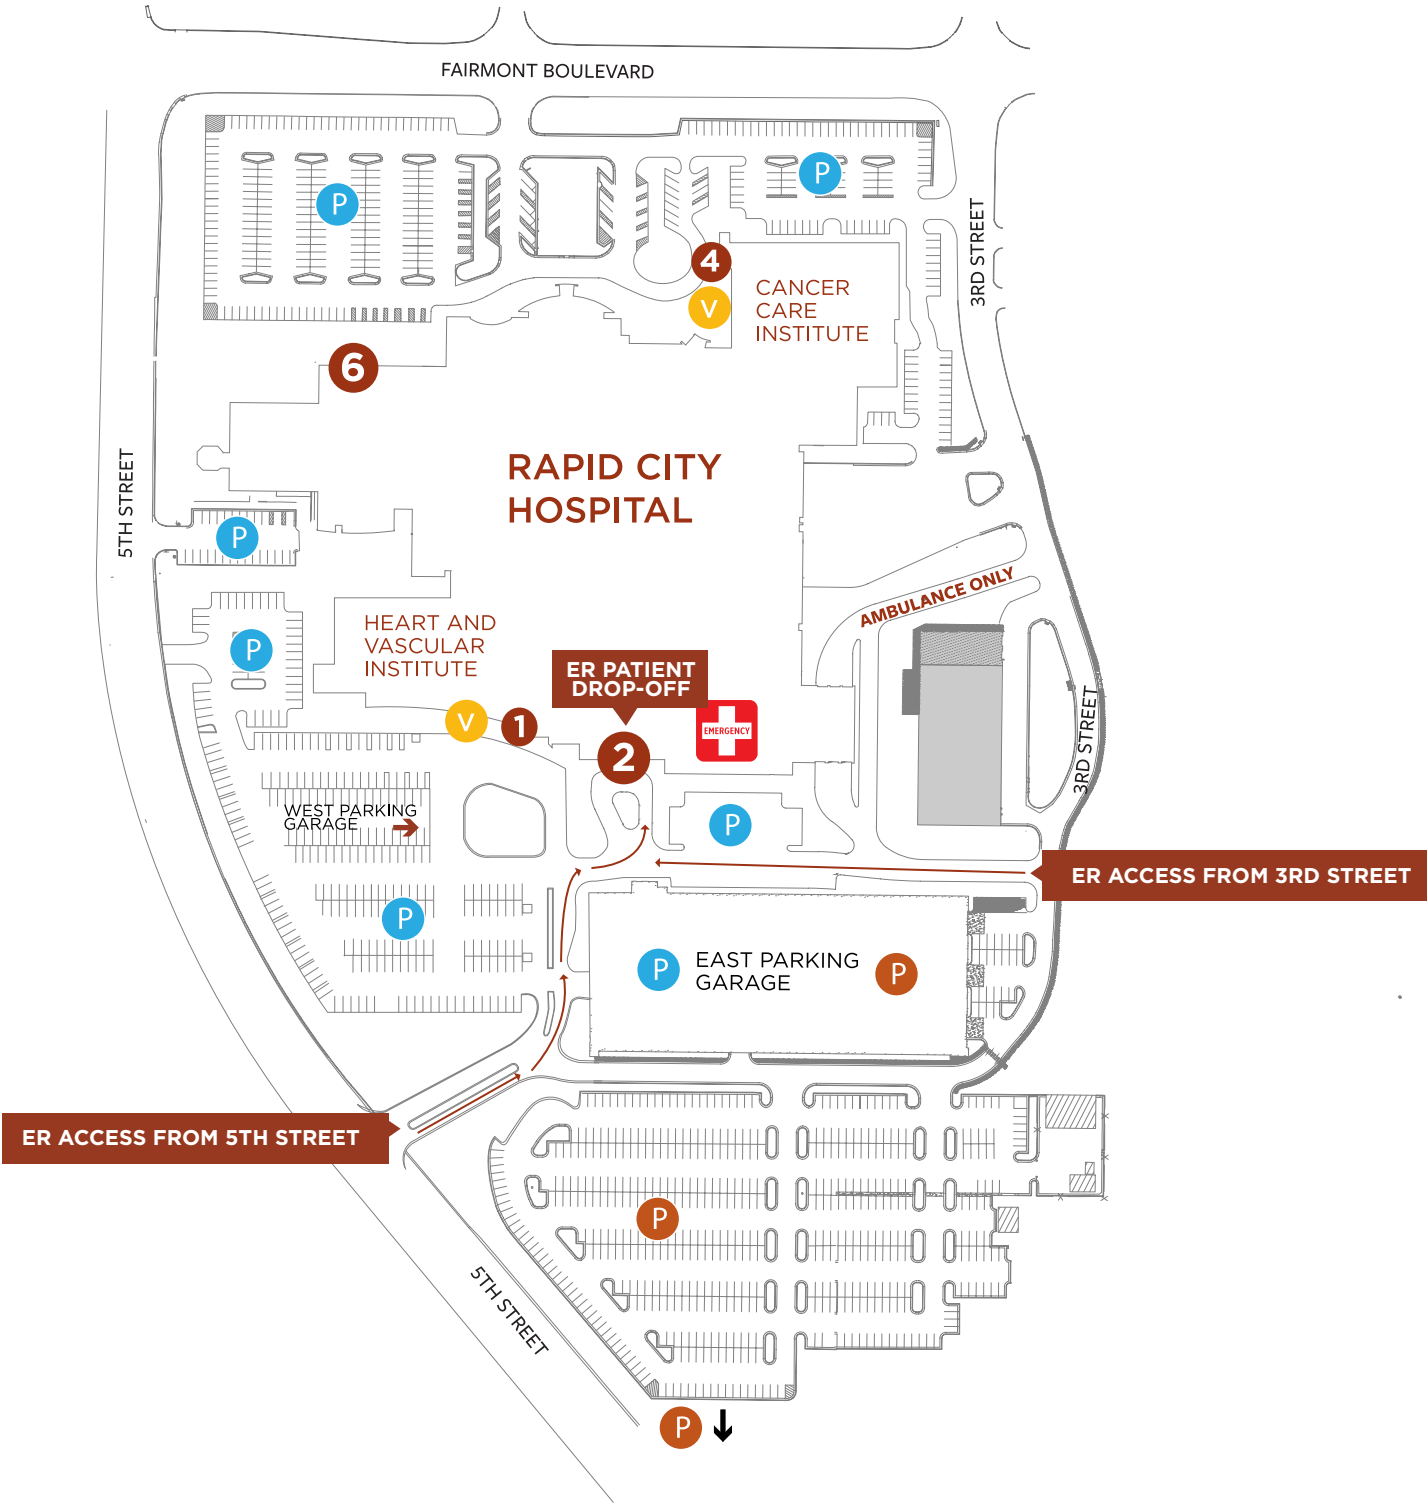 FAIRMONT BOULEVARD
P
P
3RD STREET
4
V
CANCER
CARE
INSTITUTE
6
RAPID CITY
HOSPITAL
5TH STREET
P
AMBULANCE ONLY
HEART AND
VASCULAR
INSTITUTE
P
ER PATIENT
DROP-OFF
V
1
EMERGENCY
2
3RD STREET
WEST PARKING
GARAGE
P
ER ACCESS FROM 3RD STREET
P
P
EAST PARKING
GARAGE
P
ER ACCESS FROM 5TH STREET
P
5TH STREET
P